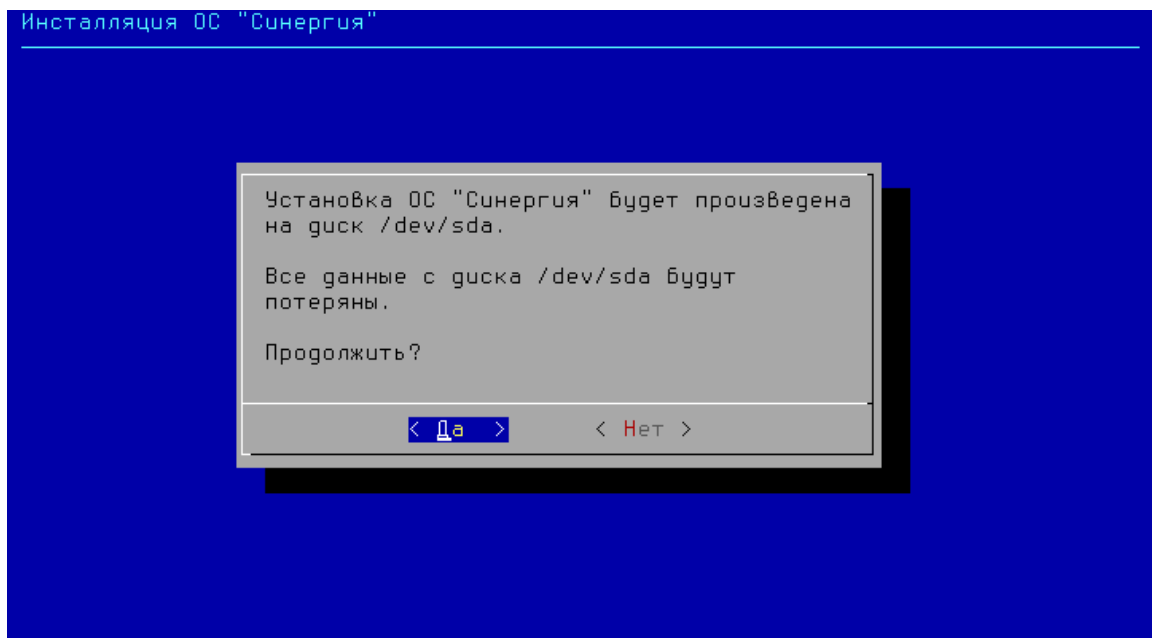 Инсталляция ОС "Синергия"
Установка ОС "Синергия" будет произведена
на диск /dev/sda.
Все данные с диска /dev/sda будут
потеряны.
Продолжить?
< Да > < Нет >